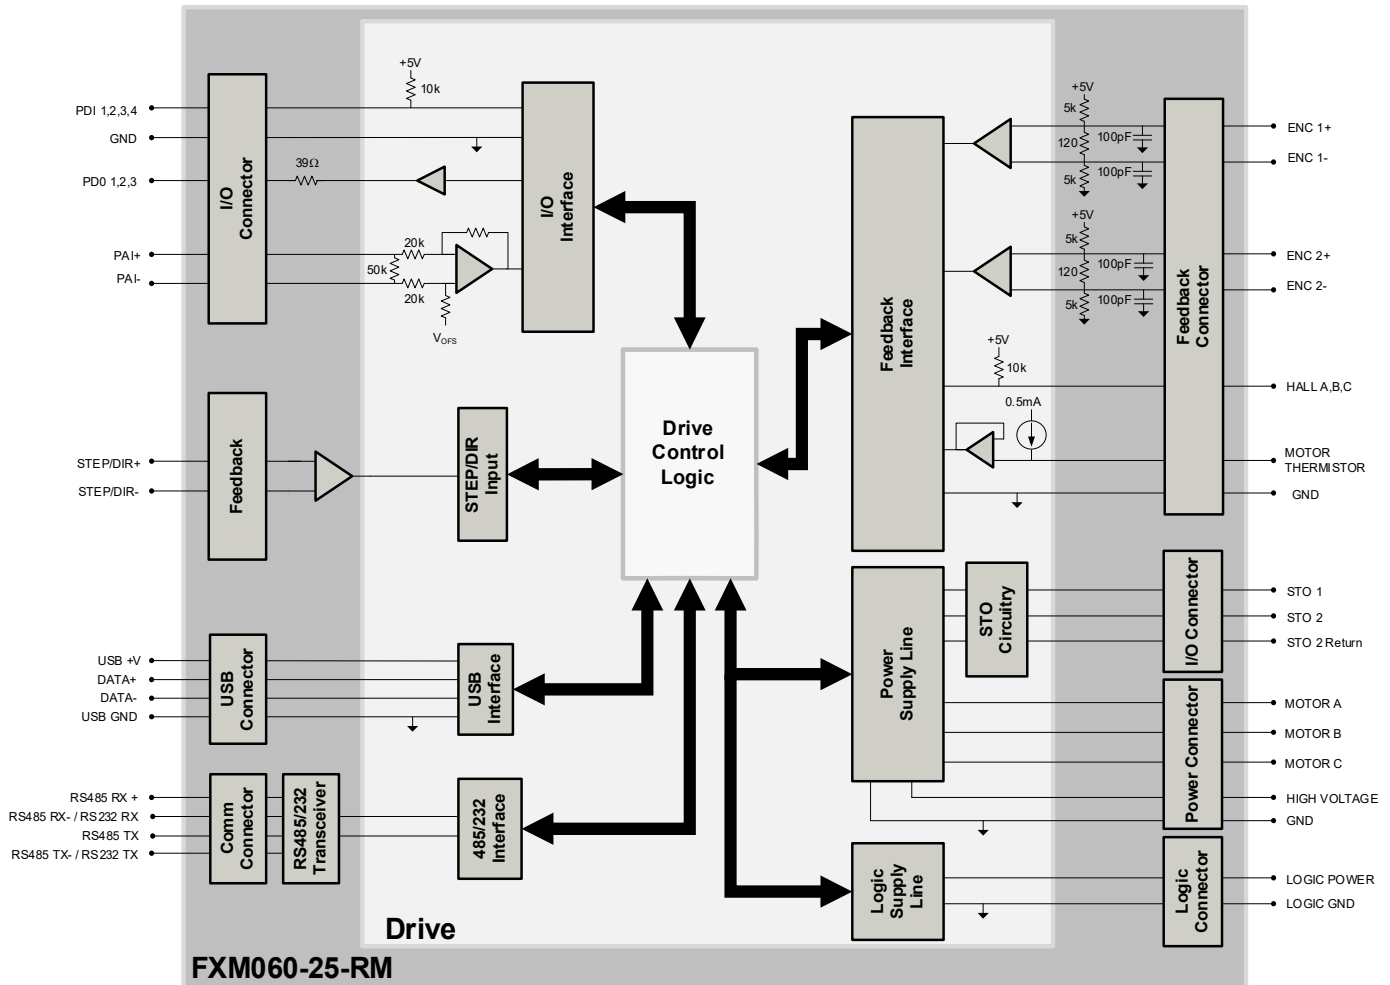 +5V
10k
PDI 1,2,3,4
GND
39Ω
PD0 1,2,3
PAI+
PAI-
20k
50k
20k
VOFS
I/O
Connector
I/O
Interface
STEP/DIR+
STEP/DIR-
Feedback
STEP/DIR
Input
Drive
Control
Logic
USB +V
DATA+
DATA-
USB GND
USB
Connector
USB
Interface
RS485 RX +
RS485 RX- / RS232 RX
RS485 TX
RS485 TX- / RS232 TX
Comm
Connector
RS485/232
Transceiver
485/232
Interface
Feedback
Interface
+5V
5k
120
5k
100pF
100pF
+5V
5k
120
5k
100pF
100pF
+5V
10k
0.5mA
Feedback
Connector
ENC 1+
ENC 1-
ENC 2+
ENC 2-
HALL A,B,C
MOTOR
THERMISTOR
GND
Power
Supply Line
STO
Circuitry
I/O Connector
STO 1
STO 2
STO 2 Return
Power Connector
MOTOR A
MOTOR B
MOTOR C
HIGH VOLTAGE
GND
Logic
Supply
Line
Logic
Connector
LOGIC POWER
LOGIC GND
Drive
FXM060-25-RM